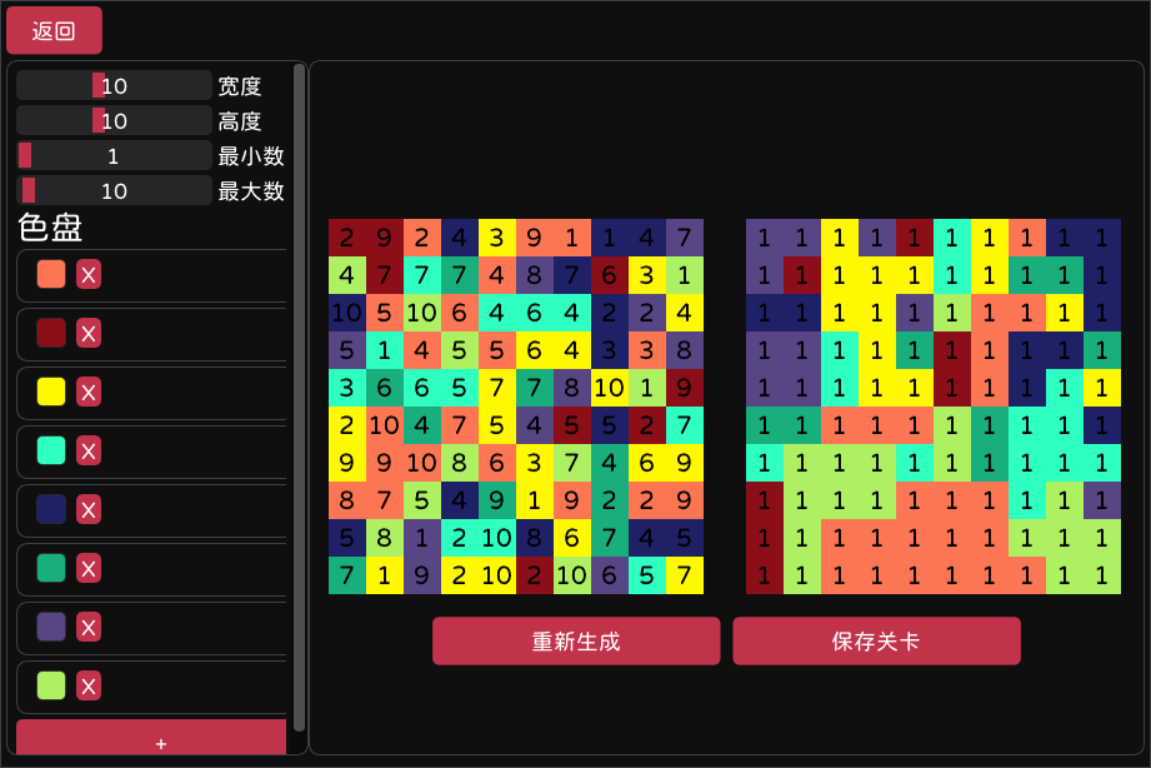 返回
10 宽度
10 高度
1 最小数
10 最大数
色盘
X
X
X
X
X
X
X
X
+
2 9 2 4 3 9 1 1 4 7
4 7 7 7 4 8 7 6 3 1
10 5 10 6 4 6 4 2 2 4
5 1 4 5 5 6 4 3 3 8
3 6 6 5 7 7 8 10 1 9
2 10 4 7 5 4 5 5 2 7
9 9 10 8 6 3 7 4 6 9
8 7 5 4 9 1 9 2 2 9
5 8 1 2 10 8 6 7 4 5
7 1 9 2 10 2 10 6 5 7
1 1 1 1 1 1 1 1 1 1
1 1 1 1 1 1 1 1 1 1
1 1 1 1 1 1 1 1 1 1
1 1 1 1 1 1 1 1 1 1
1 1 1 1 1 1 1 1 1 1
1 1 1 1 1 1 1 1 1 1
1 1 1 1 1 1 1 1 1 1
1 1 1 1 1 1 1 1 1 1
1 1 1 1 1 1 1 1 1 1
1 1 1 1 1 1 1 1 1 1
重新生成
保存关卡